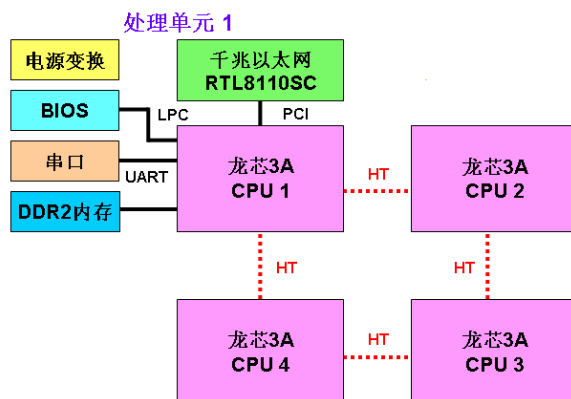 处理单元 1
电源变换
千兆以太网
RTL8110SC
BIOS
LPC
PCI
串口
UART
DDR2内存
龙芯3A
CPU 1
HT
龙芯3A
CPU 2
HT
HT
龙芯3A
CPU 4
HT
龙芯3A
CPU 3